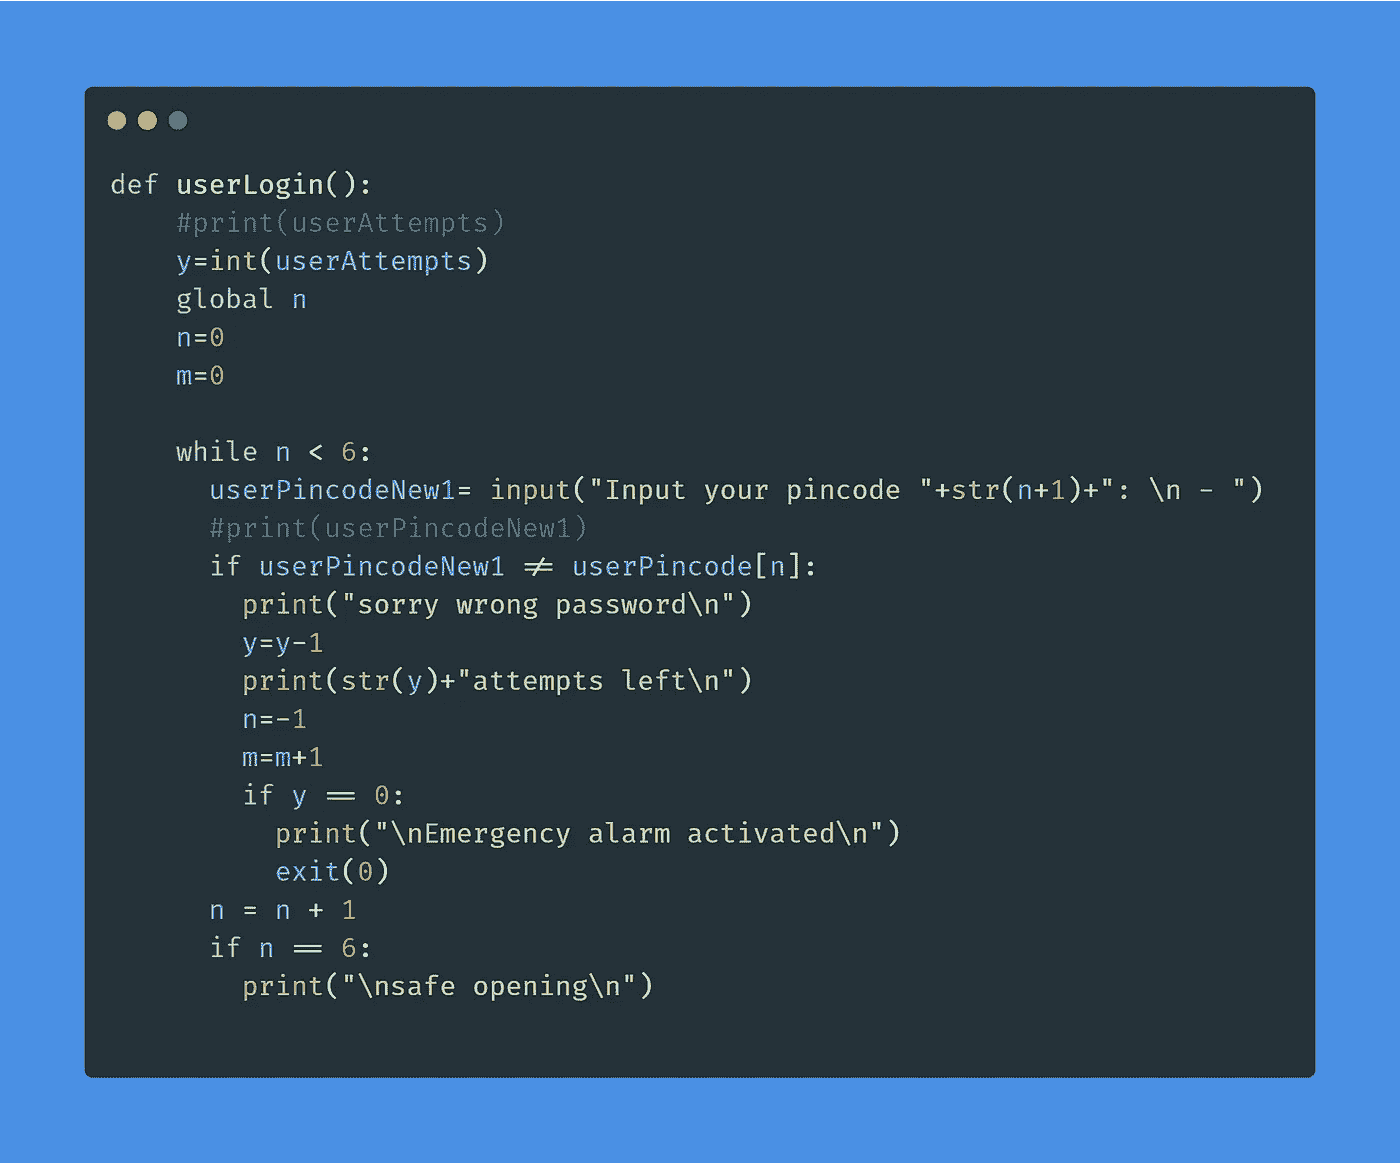 def userLogin():
    #print(userAttempts)
    y=int(userAttempts)
    global n
    n=0
    m=0

    while n < 6:
      userPincodeNew1= input("Input your pincode "+str(n+1)+": \n - ")
      #print(userPincodeNew1)
      if userPincodeNew1 != userPincode[n]:
        print("sorry wrong password\n")
        y=y-1
        print(str(y)+"attempts left\n")
        n=-1
        m=m+1
        if y == 0:
          print("\nEmergency alarm activated\n")
          exit(0)
      n = n + 1
      if n == 6:
        print("\nsafe opening\n")